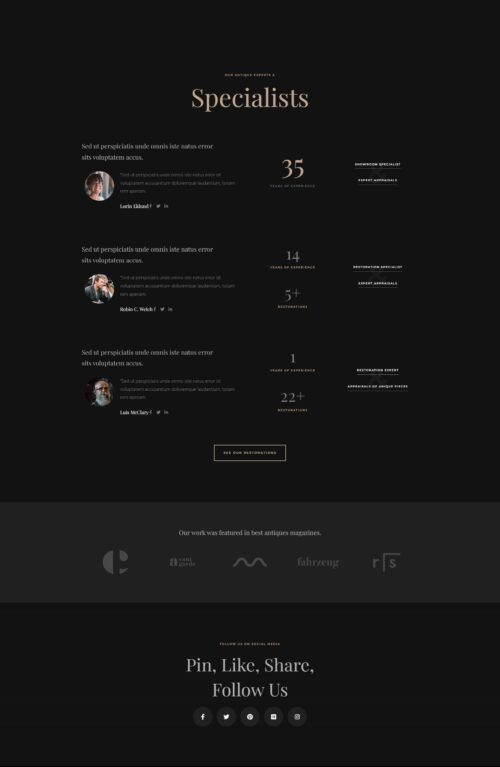 OUR ANTIQUE EXPERTS &
Specialists
Sed ut perspiciatis unde omnis iste natus error
sits voluptatem accus.
"Sed ut perspiciatis unde omnis iste natus error sit
voluptatem accusantium doloremque laudantium, totam
rem aperiam.
Lorin Eklund
35
YEARS OF EXPERIENCE
SHOWROOM SPECIALIST
&
EXPERT APPRAISALS
Sed ut perspiciatis unde omnis iste natus error
sits voluptatem accus.
"Sed ut perspiciatis unde omnis iste natus error sit
voluptatem accusantium doloremque laudantium, totam
rem aperiam.
Robin C. Welch
14
YEARS OF EXPERIENCE
5+
RESTORATIONS
RESTORATION SPECIALIST
&
EXPERT APPRAISALS
Sed ut perspiciatis unde omnis iste natus error
sits voluptatem accus.
"Sed ut perspiciatis unde omnis iste natus error sit
voluptatem accusantium doloremque laudantium, totam
rem aperiam.
Luis McClary
1
YEARS OF EXPERIENCE
22+
RESTORATIONS
RESTORATING EXPERT
&
APPRAISALS OF UNIQUE PIECES
SEE OUR RESTORATIONS
Our work was featured in best antiques magazines.
a vant
garde
fahrzeug
r s
FOLLOW US ON SOCIAL MEDIA
Pin, Like, Share,
Follow Us